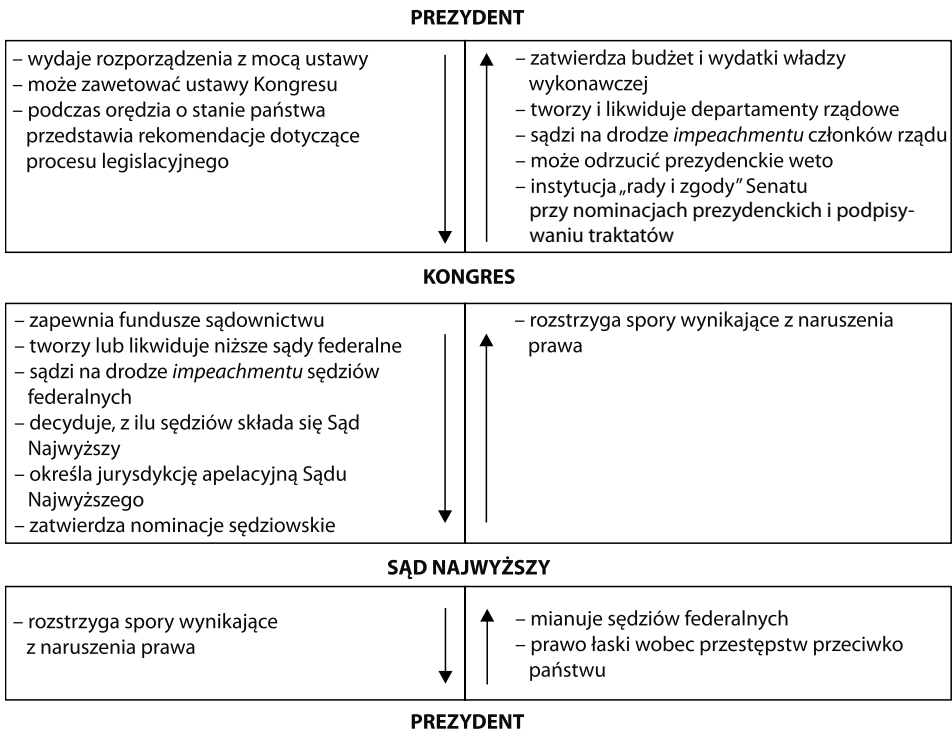 PREZYDENT
– wydaje rozporządzenia z mocą ustawy
– może zawetować ustawy Kongresu
– podczas orędzia o stanie państwa
przedstawia rekomendacje dotyczące
procesu legislacyjnego
– zatwierdza budżet i wydatki władzy
wykonawczej
– tworzy i likwiduje departamenty rządowe
– sądzi na drodze impeachmentu członków rządu
– może odrzucić prezydenckie weto
– instytucja „rady i zgody” Senatu
przy nominacjach prezydenckich i podpisy-
waniu traktatów
KONGRES
– zapewnia fundusze sądownictwu
– tworzy lub likwiduje niższe sądy federalne
– sądzi na drodze impeachmentu sędziów
federalnych
– decyduje, z ilu sędziów składa się Sąd
Najwyższy
– określa jurysdykcję apelacyjną Sądu
Najwyższego
– zatwierdza nominacje sędziowskie
– rozstrzyga spory wynikające z naruszenia
prawa
SĄD NAJWYŻSZY
– rozstrzyga spory wynikające
z naruszenia prawa
– mianuje sędziów federalnych
– prawo łaski wobec przestępstw przeciwko
państwu
PREZYDENT